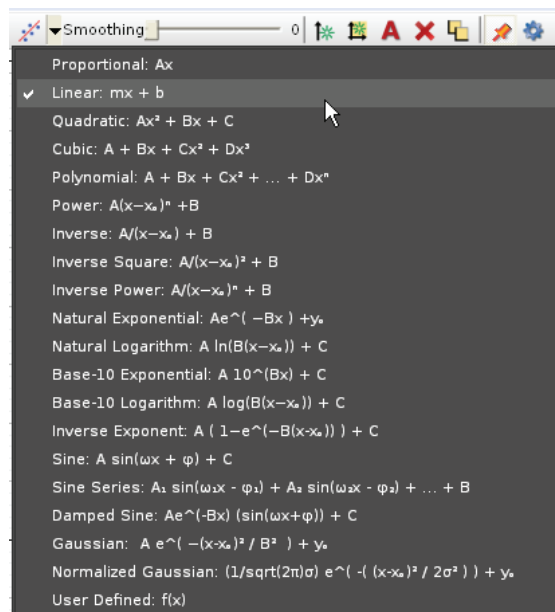 Smoothing 0
Proportional: Ax
✓ Linear: mx + b
Quadratic: Ax² + Bx + C
Cubic: A + Bx + Cx² + Dx³
Polynomial: A + Bx + Cx² + ... + Dxⁿ
Power: A(x−xₒ)ⁿ +B
Inverse: A/(x−xₒ) + B
Inverse Square: A/(x−xₒ)² + B
Inverse Power: A/(x−xₒ)ⁿ + B
Natural Exponential: Ae^( −Bx ) +yₒ
Natural Logarithm: A ln(B(x−xₒ)) + C
Base-10 Exponential: A 10^(Bx) + C
Base-10 Logarithm: A log(B(x−xₒ)) + C
Inverse Exponent: A ( 1−e^(−B(x-xₒ)) ) + C
Sine: A sin(ωx + φ) + C
Sine Series: A₁ sin(ω₁x - φ₁) + A₂ sin(ω₂x - φ₂) + ... + B
Damped Sine: Ae^(-Bx) (sin(ωx+φ)) + C
Gaussian: A e^( −(x-xₒ)² / B² ) + yₒ
Normalized Gaussian: (1/sqrt(2π)σ) e^( -( (x-xₒ)² / 2σ² ) ) + yₒ
User Defined: f(x)